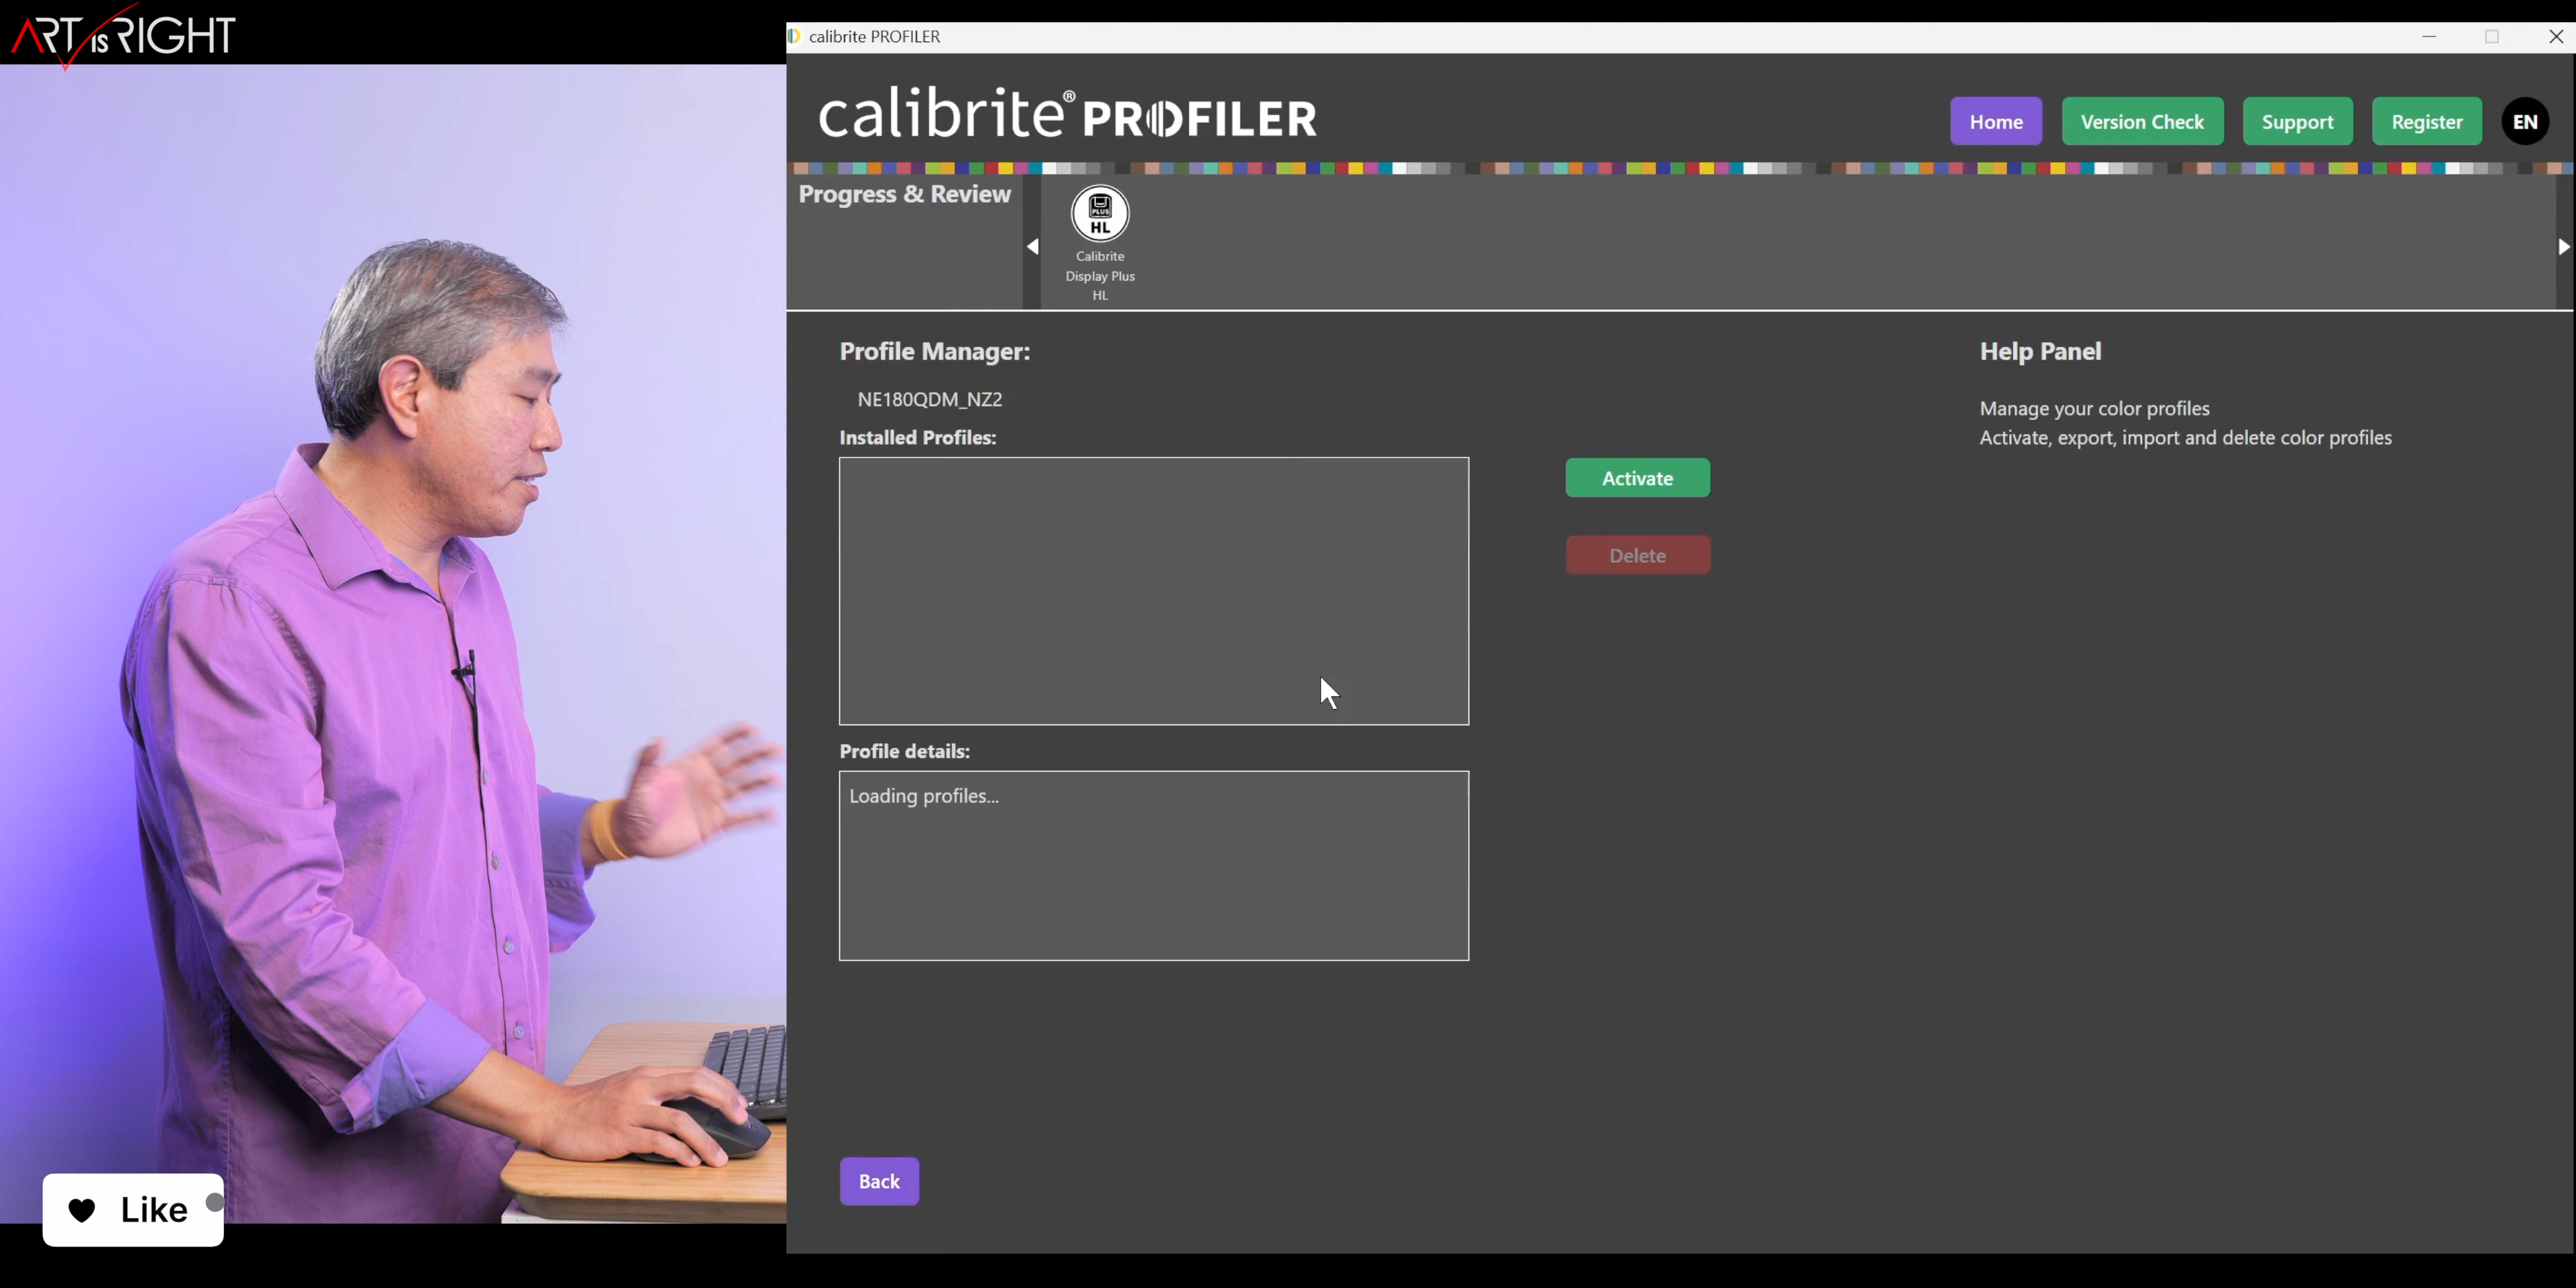 ART IS RIGHT
calibrite PROFILER
calibrite® PROFILER
Home
Version Check
Support
Register
EN
Progress & Review
PLUS
HL
Calibrite
Display Plus
HL
Profile Manager:
NE180QDM_NZ2
Installed Profiles:
Activate
Delete
Profile details:
Loading profiles...
Help Panel
Manage your color profiles
Activate, export, import and delete color profiles
Back
Like